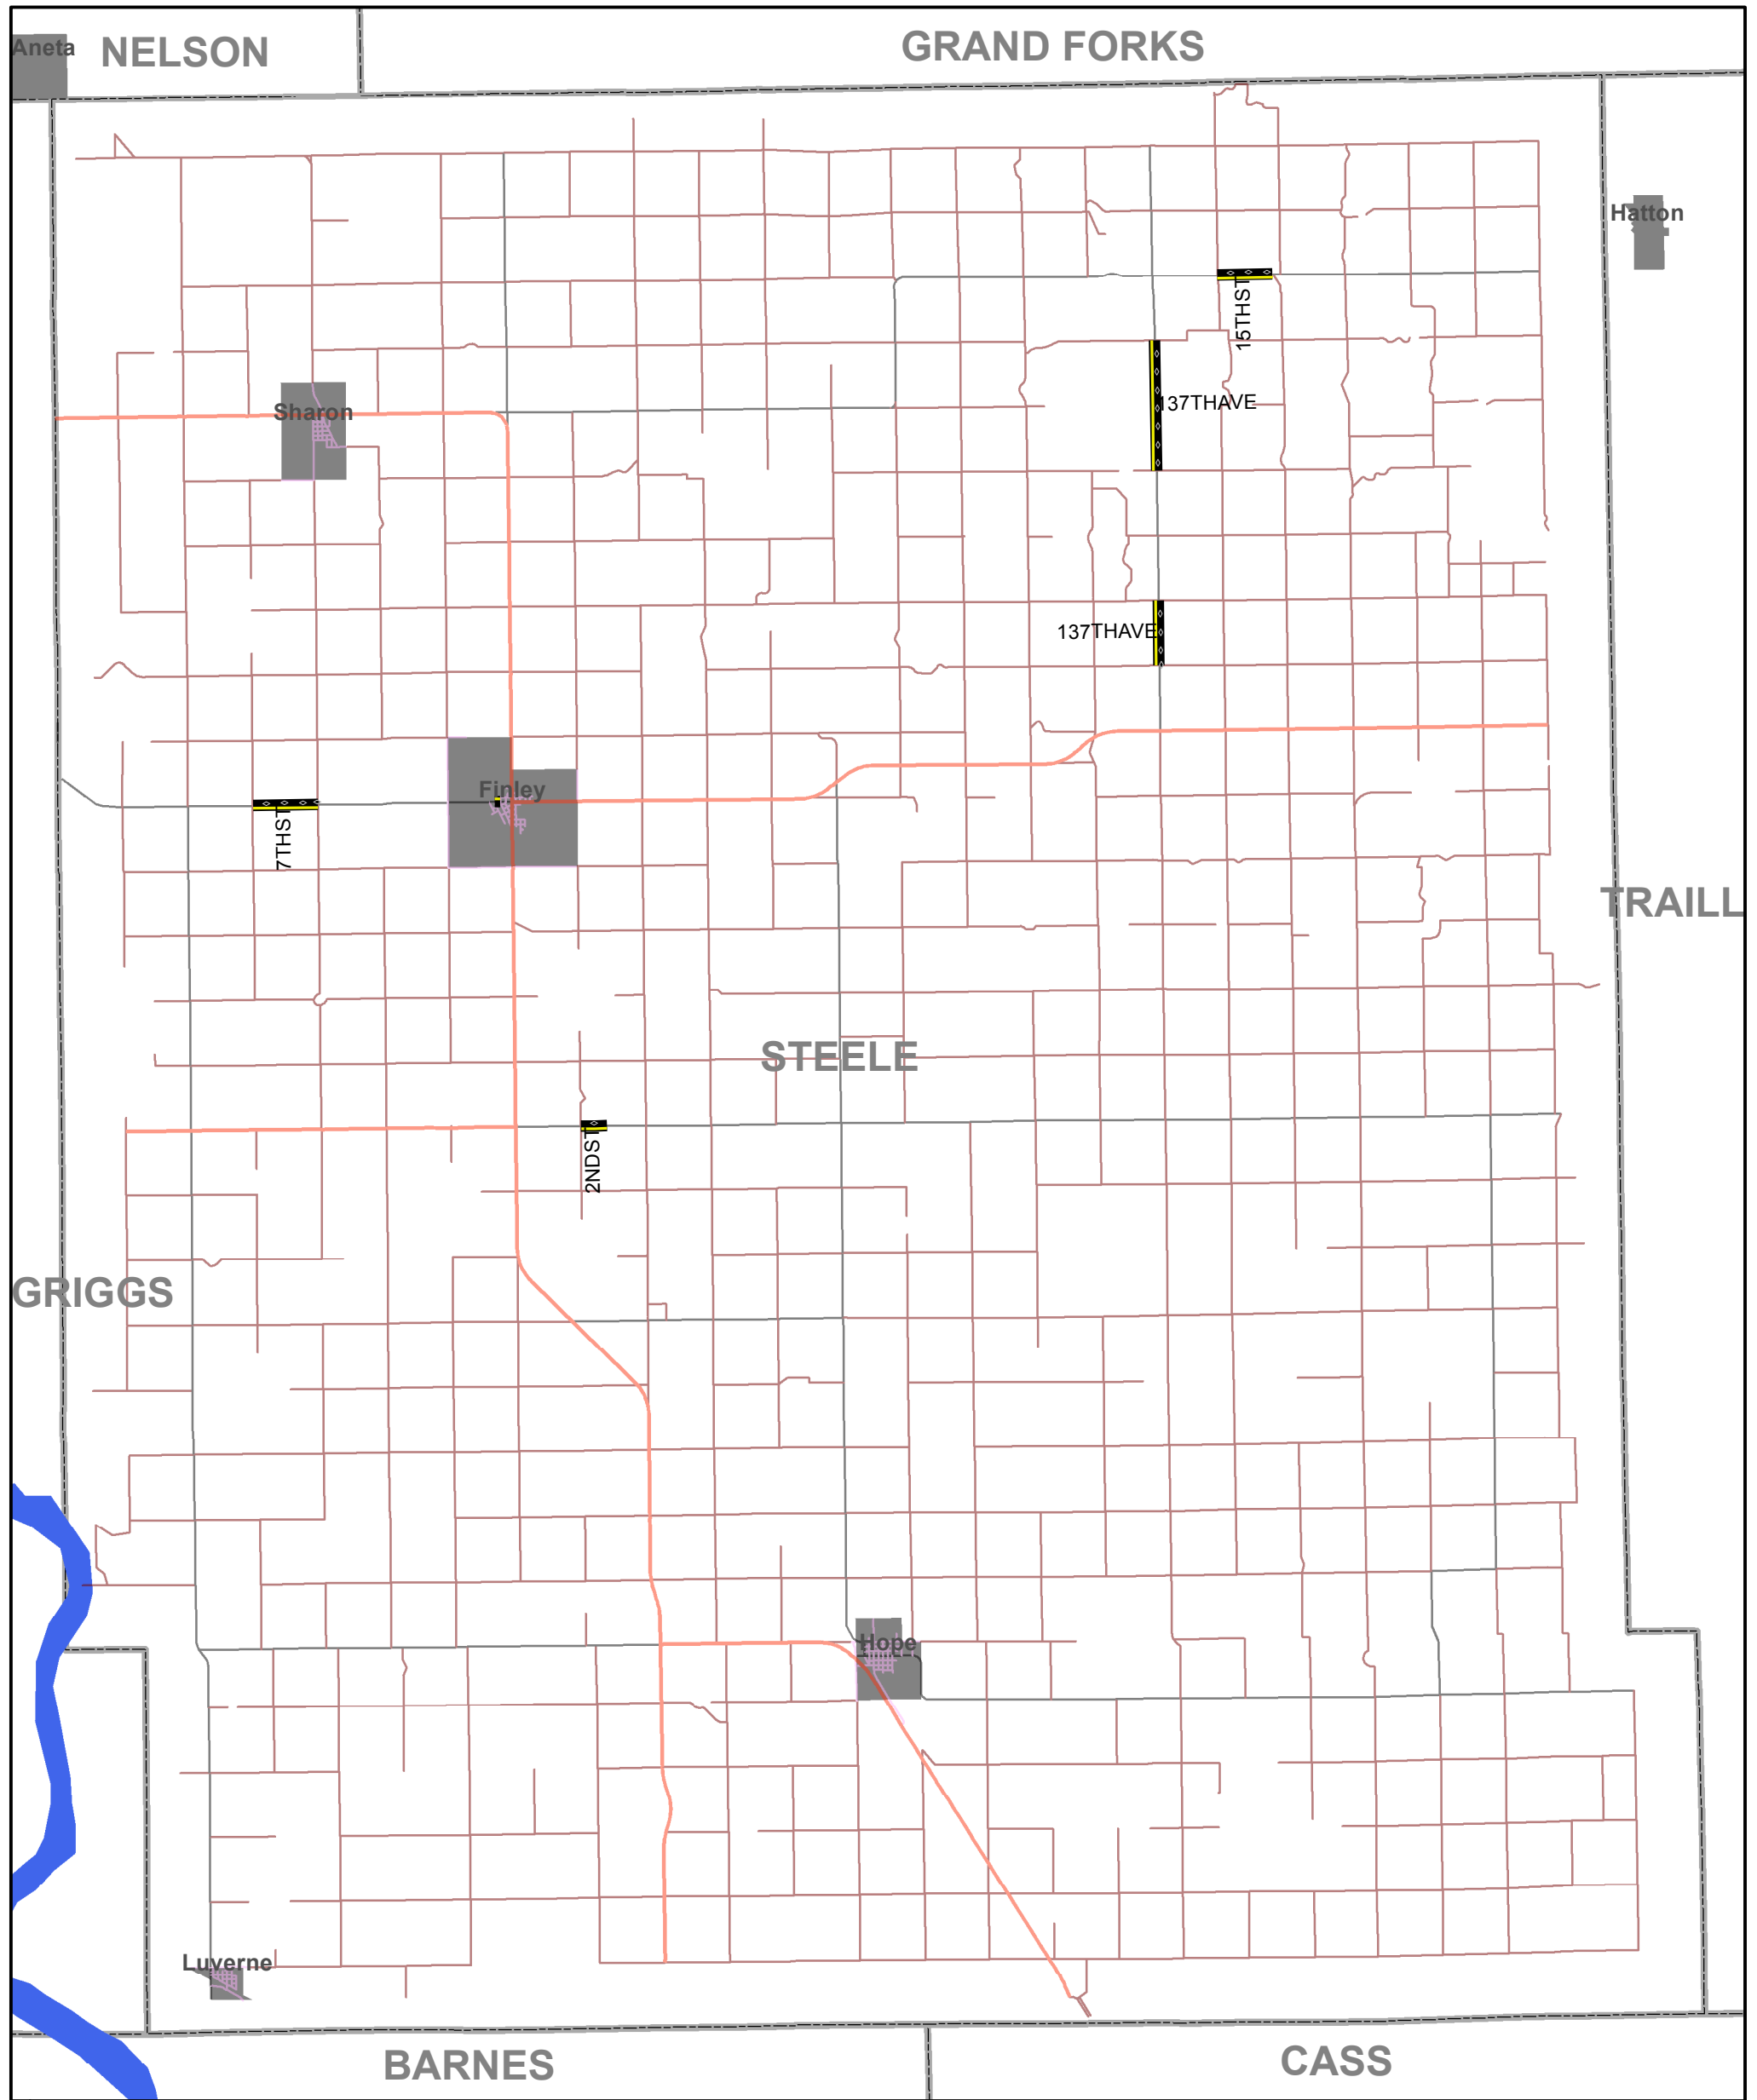 NELSON
GRAND FORKS
Aneta
Hatton
15THST
137THAVE
Sharon
137THAVE
Finley
7THST
TRAILL
STEELE
2NDST
GRIGGS
Hope
Luverne
BARNES
CASS